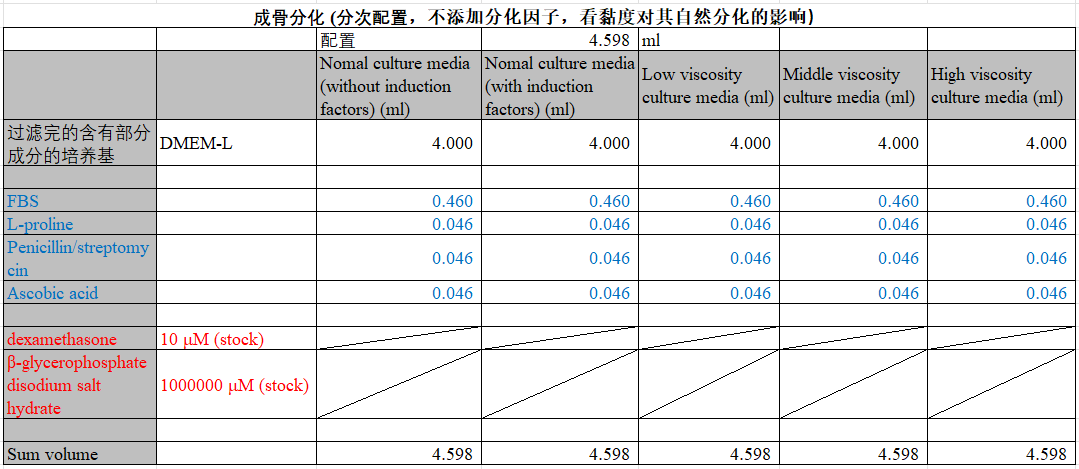 成骨分化 (分次配置，不添加分化因子，看黏度对其自然分化的影响)
配置 4.598 ml
Nomal culture media (without induction factors) (ml)
Nomal culture media (with induction factors) (ml)
Low viscosity culture media (ml)
Middle viscosity culture media (ml)
High viscosity culture media (ml)
过滤完的含有部分成分的培养基 DMEM-L 4.000 4.000 4.000 4.000 4.000
FBS 0.460 0.460 0.460 0.460 0.460
L-proline 0.046 0.046 0.046 0.046 0.046
Penicillin/streptomycin 0.046 0.046 0.046 0.046 0.046
Ascobic acid 0.046 0.046 0.046 0.046 0.046
dexamethasone 10 μM (stock)
β-glycerophosphate disodium salt hydrate 1000000 μM (stock)
Sum volume 4.598 4.598 4.598 4.598 4.598